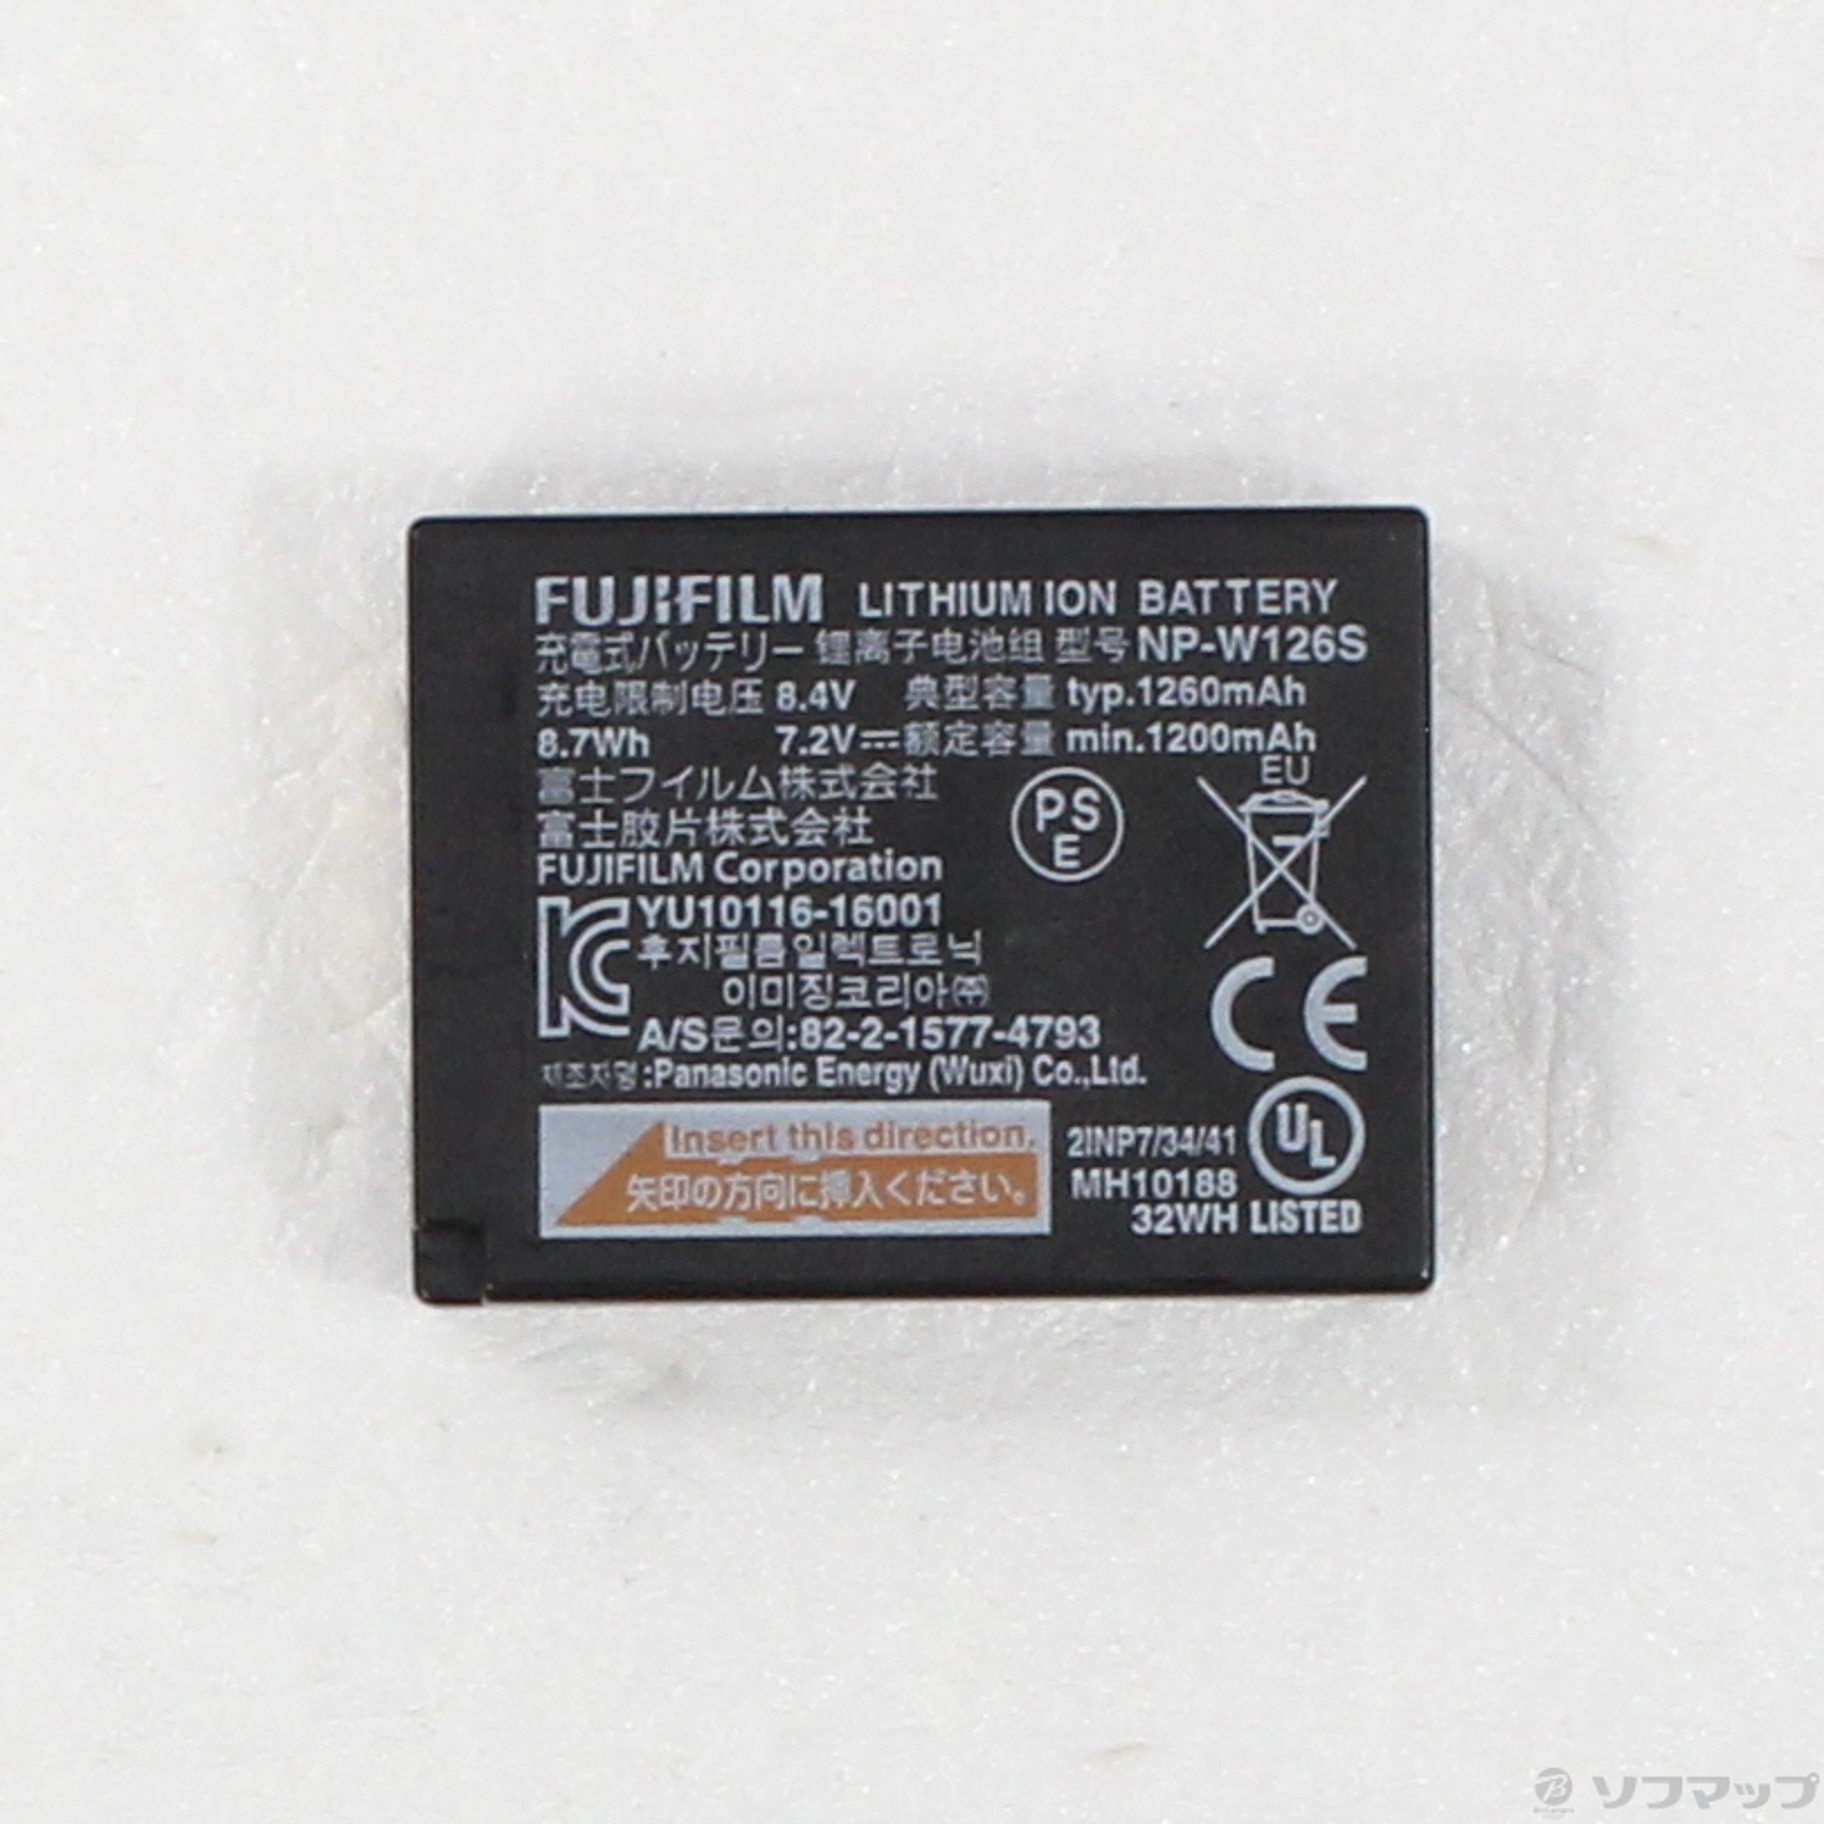 FUJIFILM LITHIUM ION BATTERY
充電式バッテリー 锂离子电池组 型号 NP-W126S
充电限制电压 8.4V 典型容量 typ.1260mAh
8.7Wh 7.2V⎓额定容量 min.1200mAh
EU
富士フイルム株式会社
富士胶片株式会社
PS
E
FUJIFILM Corporation
KC YU10116-16001
후지필름일렉트로닉
이미징코리아㈜
A/S문의:82-2-1577-4793
CE
제조자명:Panasonic Energy (Wuxi) Co.,Ltd.
Insert this direction.
矢印の方向に挿入ください。
2INP7/34/41
MH10188
UL
32WH LISTED
ソフマップ